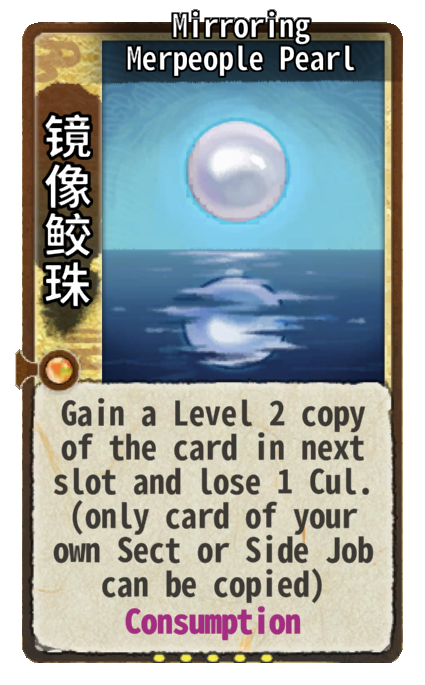 Mirroring
Merpeople Pearl
镜像鲛珠
Gain a Level 2 copy
of the card in next
slot and lose 1 Cul.
(only card of your
own Sect or Side Job
can be copied)
Consumption